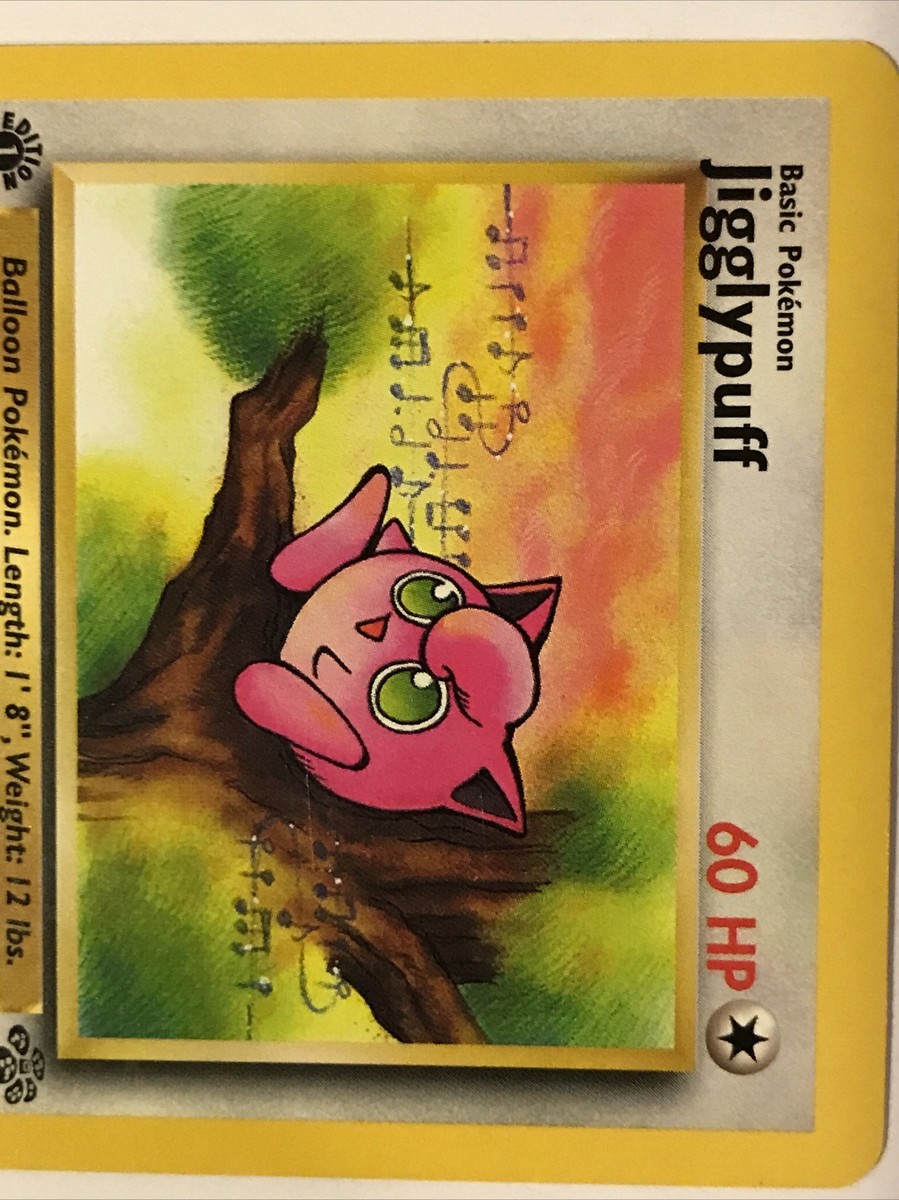 Basic Pokémon
Jigglypuff 60 HP
EDITION
1
Balloon Pokémon. Length: 1' 8", Weight: 12 lbs.